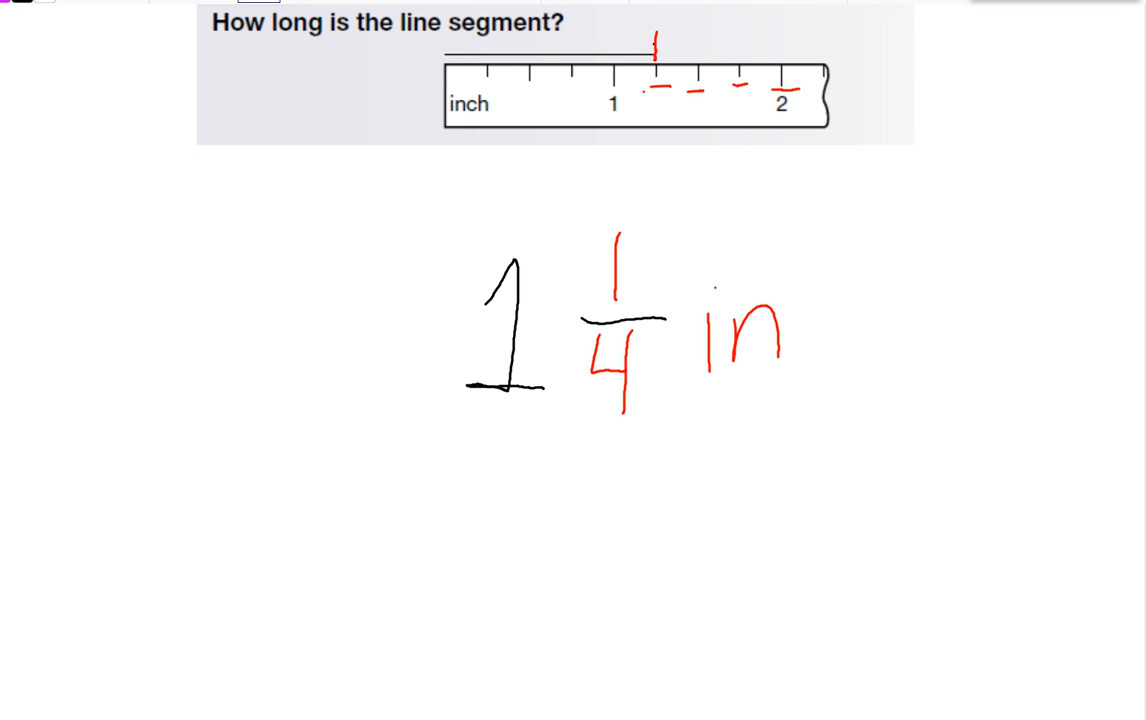 How long is the line segment?
inch 1 2
1 1/4 in